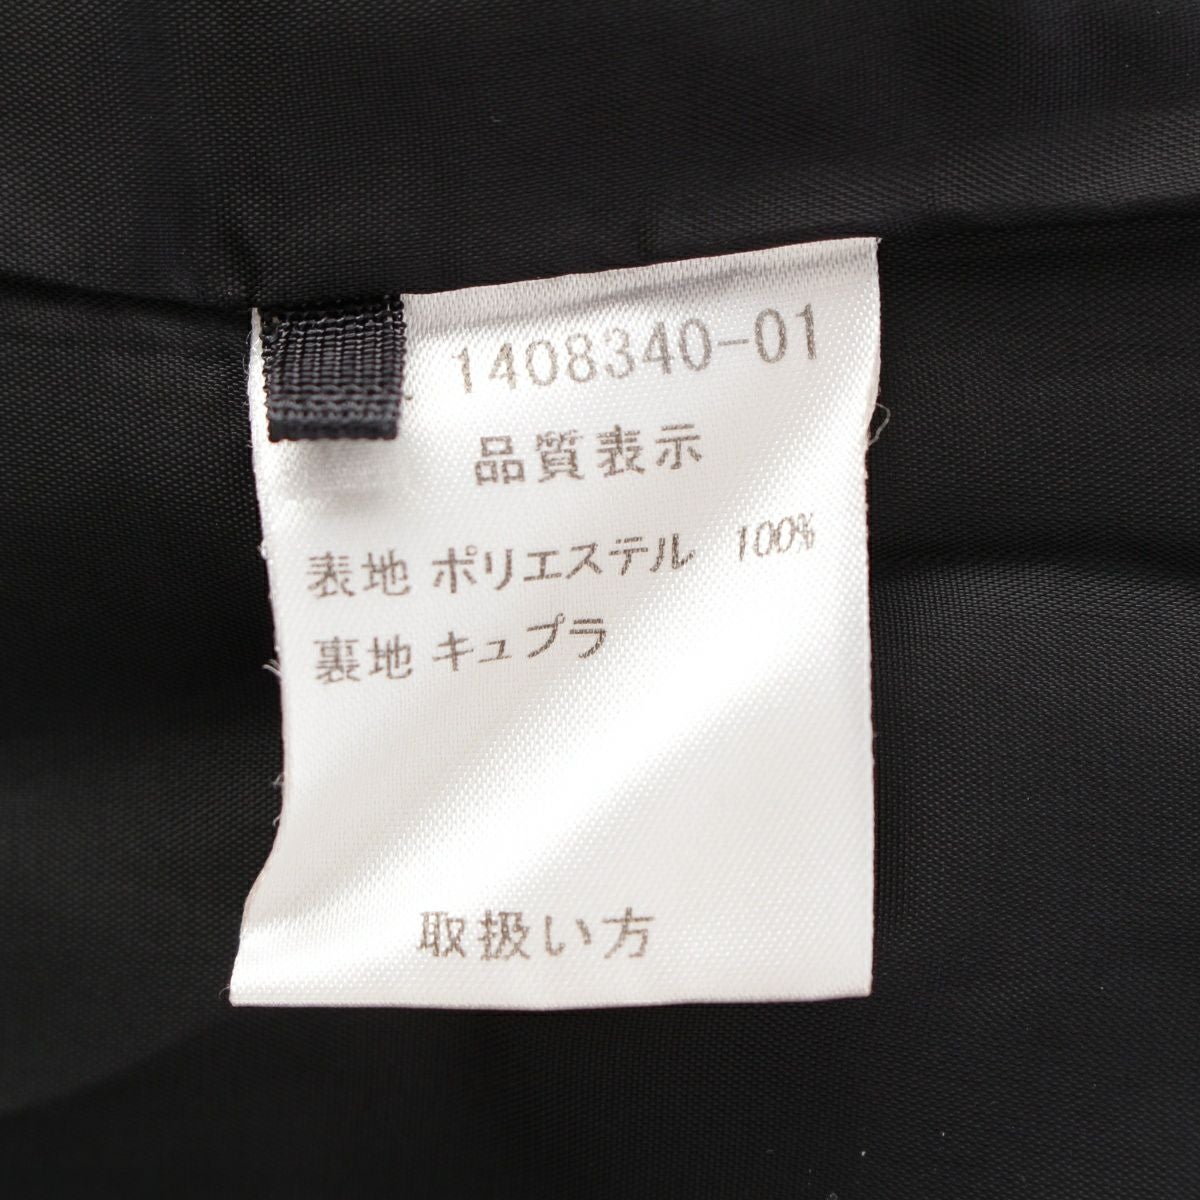 1408340-01
品質表示
表地 ポリエステル 100%
裏地 キュプラ
取扱い方